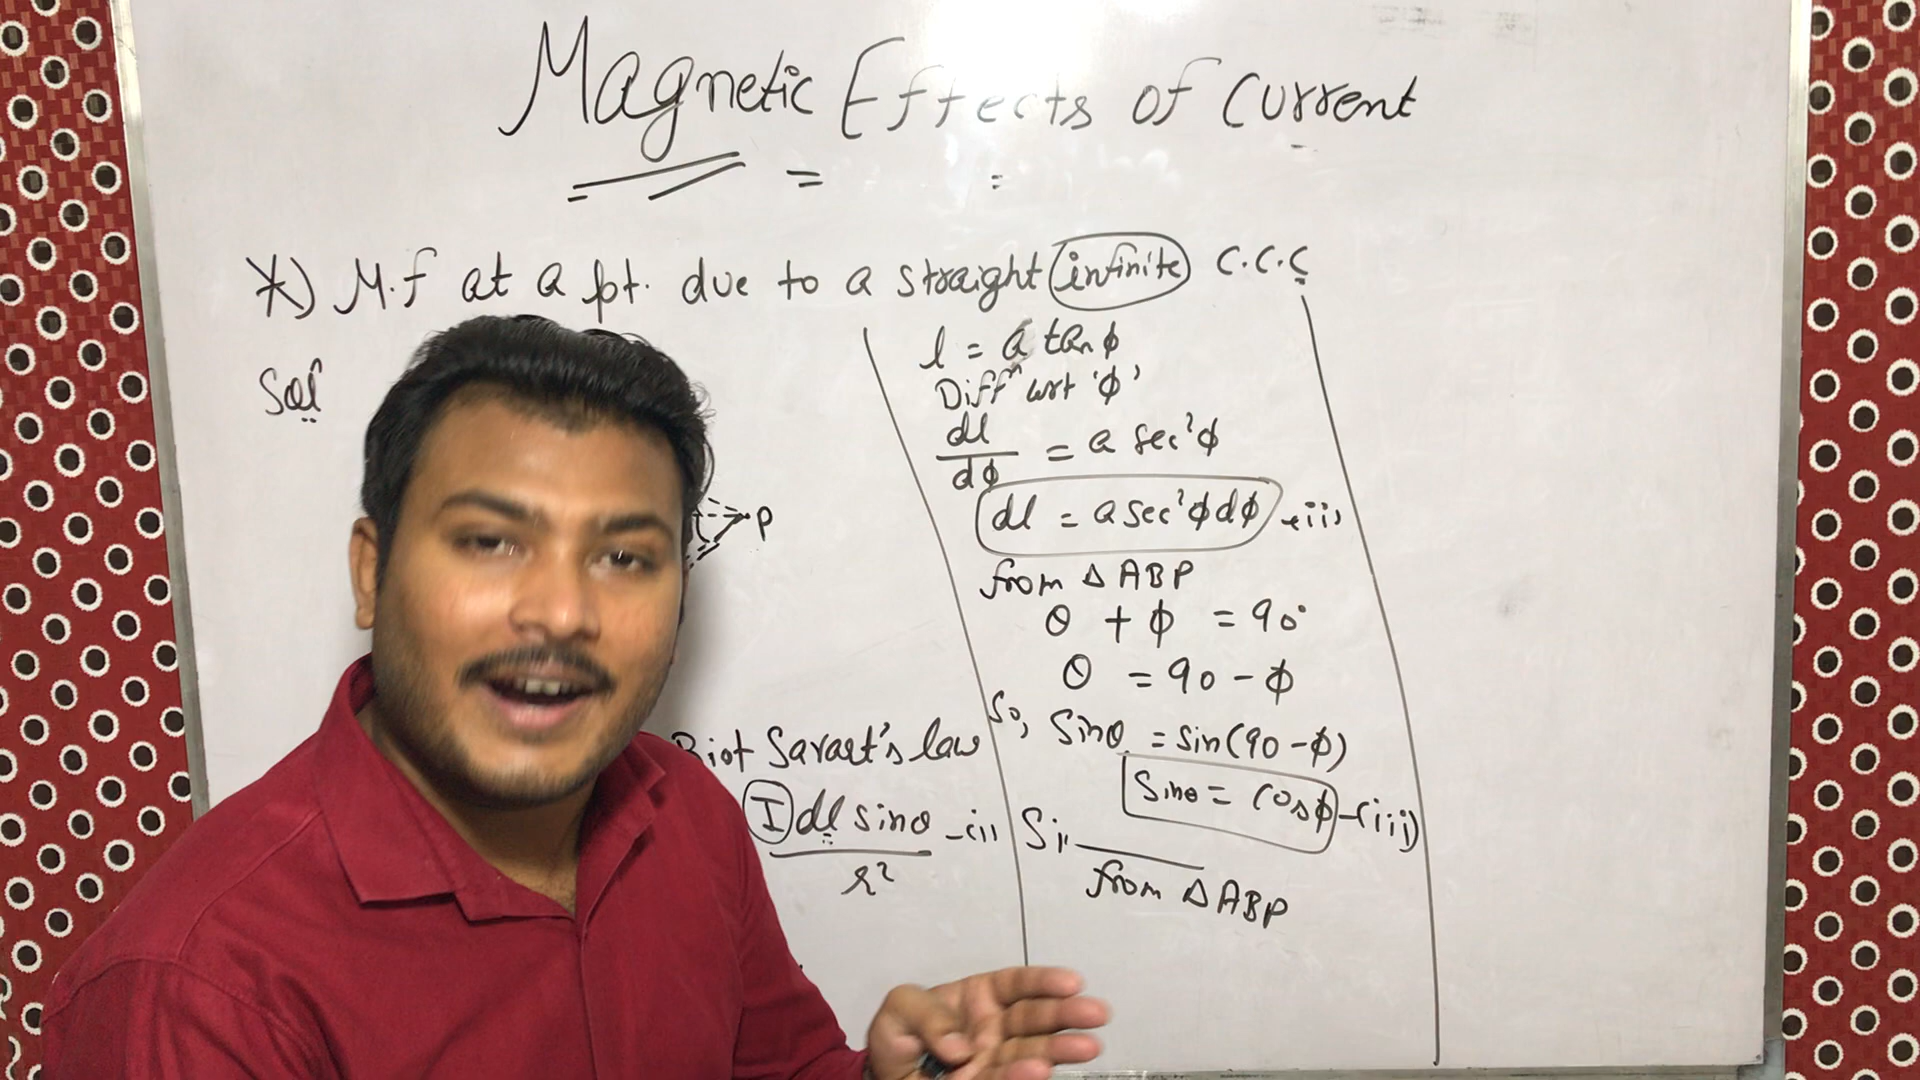 Magnetic Effects of Current
*) M.f at a pt. due to a straight infinite C.C.C
Sol
P
Biot Savart's law
I dl sinθ -(i)
r²
l = a tanϕ
Diffⁿ wrt 'ϕ'
dl
dϕ
= a sec²ϕ
dl = a sec²ϕ dϕ -(ii)
from Δ ABP
θ + ϕ = 90°
θ = 90 - ϕ
So, Sinθ = sin(90 - ϕ)
Sinθ = cosϕ -(iii)
from Δ ABP